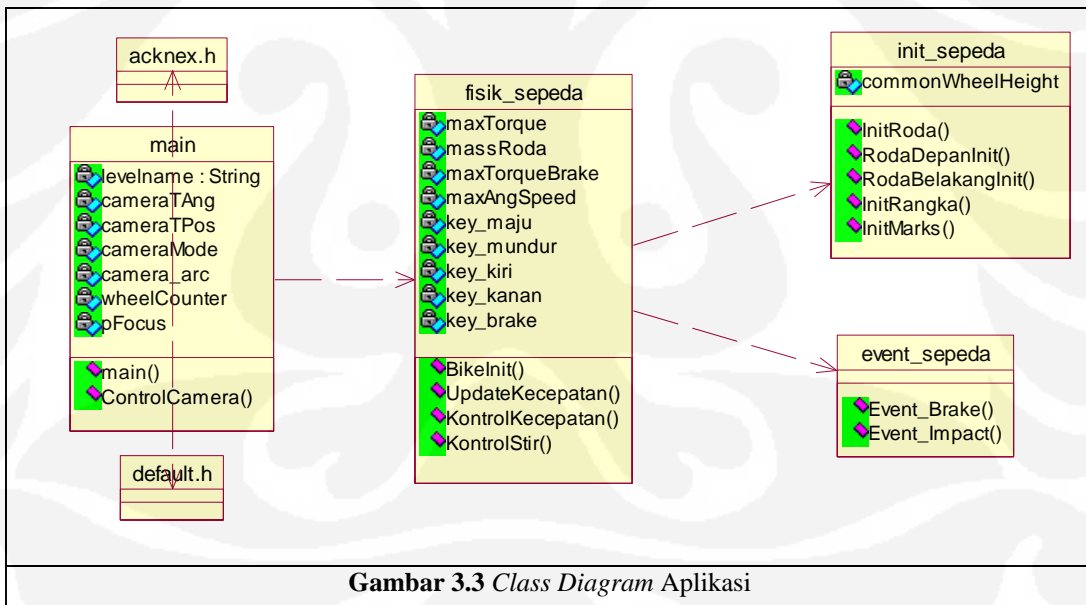 acknex.h
main
levelname : String
cameraTAng
cameraTPos
cameraMode
camera_arc
wheelCounter
pFocus
main()
ControlCamera()
default.h
fisik_sepeda
maxTorque
massRoda
maxTorqueBrake
maxAngSpeed
key_maju
key_mundur
key_kiri
key_kanan
key_brake
BikeInit()
UpdateKecepatan()
KontrolKecepatan()
KontrolStir()
init_sepeda
commonWheelHeight
InitRoda()
RodaDepanInit()
RodaBelakangInit()
InitRangka()
InitMarks()
event_sepeda
Event_Brake()
Event_Impact()
Gambar 3.3 Class Diagram Aplikasi